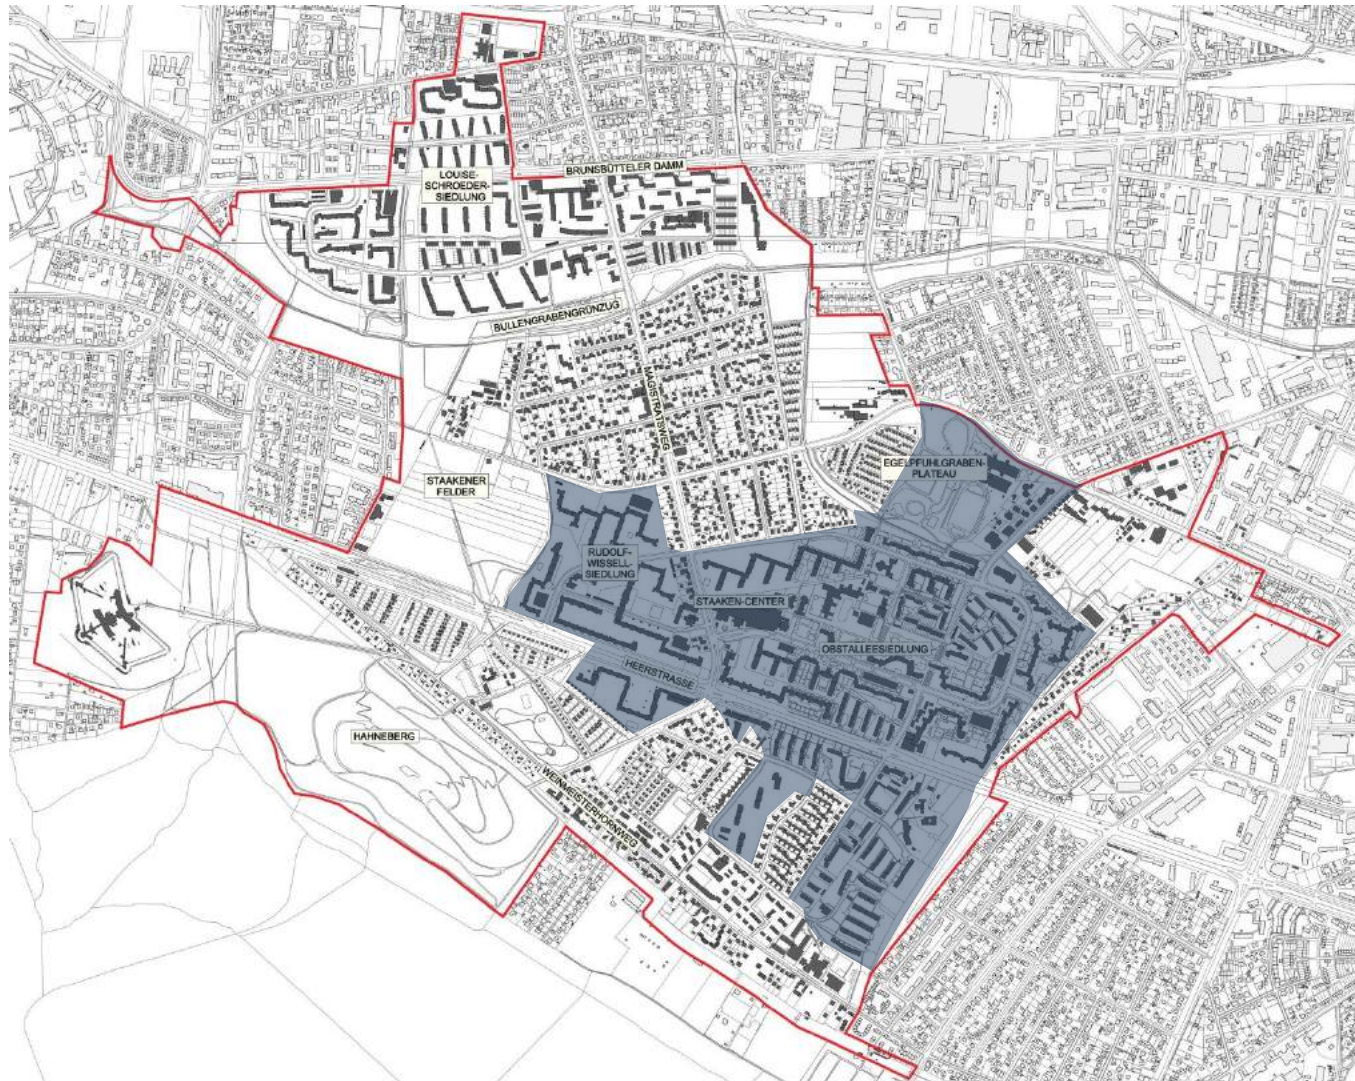 BRUNSBÜTTELER DAMM
LOUISE-
SCHROEDER-
SIEDLUNG
BULLENGRABENGRÜNZUG
MAGISTRATSWEG
EGELPFUHLGRABEN-
PLATEAU
STAAKENER
FELDER
RUDOLF-
WISSELL-
SIEDLUNG
STAAKEN-CENTER
OBSTALLEESIEDLUNG
HEERSTRASSE
HAHNEBERG
WEINMEISTERHORNWEG